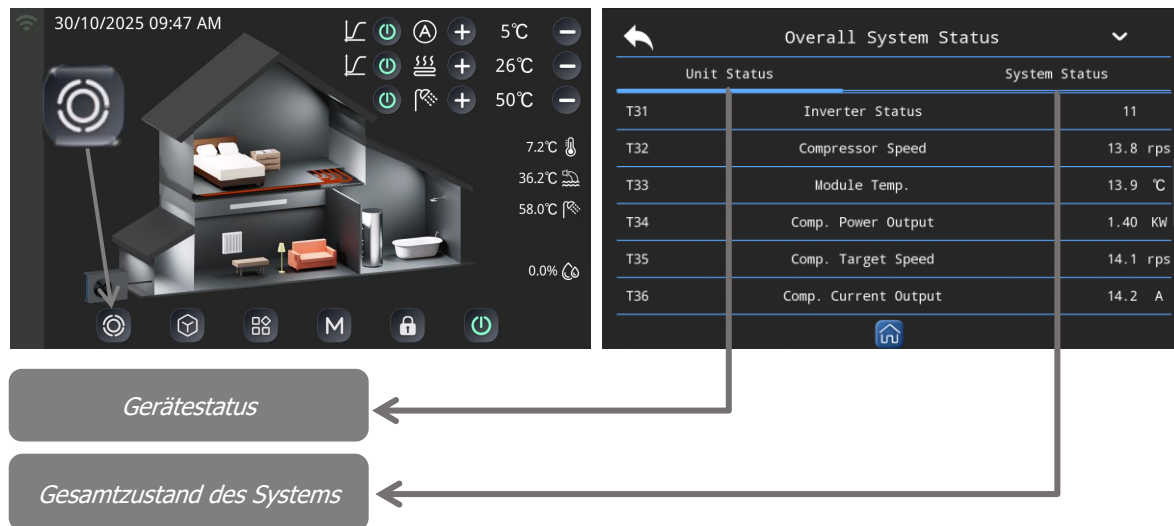 30/10/2025 09:47 AM
A + 5℃ −
+ 26℃ −
+ 50℃ −
7.2℃
36.2℃
58.0℃
0.0%
M
Overall System Status
Unit Status System Status
T31 Inverter Status 11
T32 Compressor Speed 13.8 rps
T33 Module Temp. 13.9 ℃
T34 Comp. Power Output 1.40 KW
T35 Comp. Target Speed 14.1 rps
T36 Comp. Current Output 14.2 A
Gerätestatus
Gesamtzustand des Systems